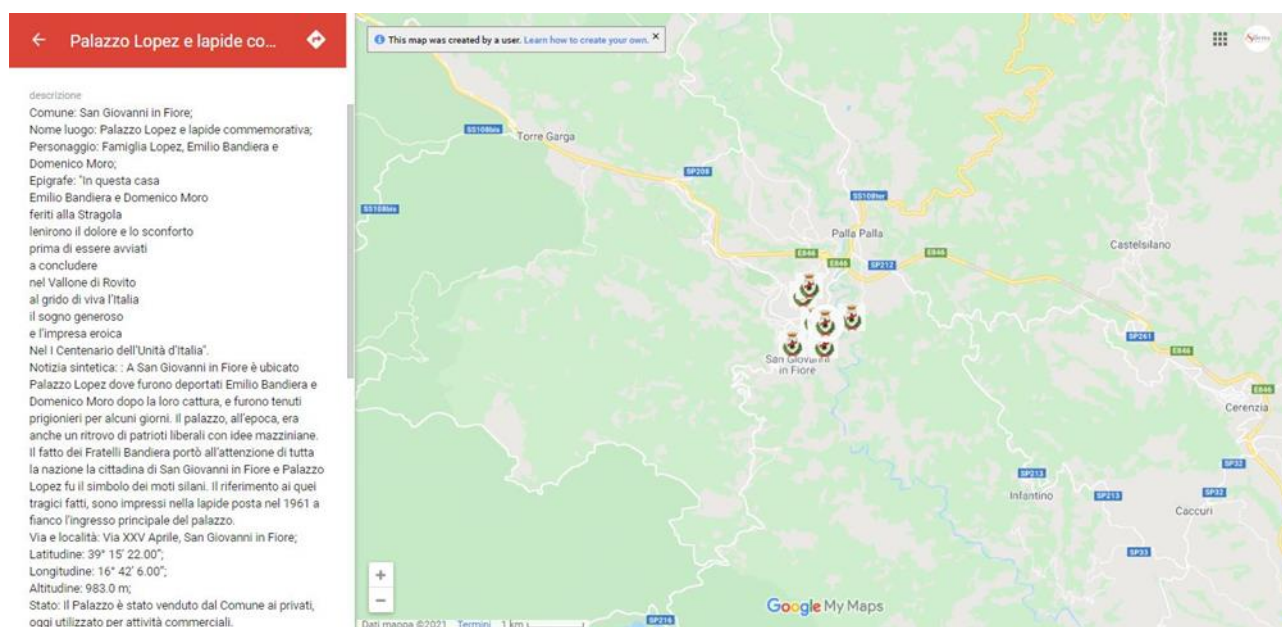 Palazzo Lopez e lapide co...
descrizione
Comune: San Giovanni in Fiore;
Nome luogo: Palazzo Lopez e lapide commemorativa;
Personaggio: Famiglia Lopez, Emilio Bandiera e
Domenico Moro;
Epigrafe: "In questa casa
Emilio Bandiera e Domenico Moro
feriti alla Stragola
lenirono il dolore e lo sconforto
prima di essere avviati
a concludere
nel Vallone di Rovito
al grido di viva l'Italia
il sogno generoso
e l'impresa eroica
Nel I Centenario dell'Unità d'Italia".
Notizia sintetica: : A San Giovanni in Fiore è ubicato
Palazzo Lopez dove furono deportati Emilio Bandiera e
Domenico Moro dopo la loro cattura, e furono tenuti
prigionieri per alcuni giorni. Il palazzo, all'epoca, era
anche un ritrovo di patrioti liberali con idee mazziniane.
Il fatto dei Fratelli Bandiera portò all'attenzione di tutta
la nazione la cittadina di San Giovanni in Fiore e Palazzo
Lopez fu il simbolo dei moti silani. Il riferimento ai quei
tragici fatti, sono impressi nella lapide posta nel 1961 a
fianco l'ingresso principale del palazzo.
Via e località: Via XXV Aprile, San Giovanni in Fiore;
Latitudine: 39° 15' 22.00";
Longitudine: 16° 42' 6.00";
Altitudine: 983.0 m;
Stato: Il Palazzo è stato venduto dal Comune ai privati,
oggi utilizzato per attività commerciali.
This map was created by a user. Learn how to create your own.
SS108bis
Torre Garga
SP208
SS108bis
SS108ter
Palla Palla
Castelsilano
E846
E846
SP212
E846
San Giovanni
in Fiore
SP261
E846
E846
Cerenzia
SP32
SP213
Infantino
SP213
SP32
Caccuri
SP33
Google My Maps
Dati mappa ©2021
Termini
1 km
SP216